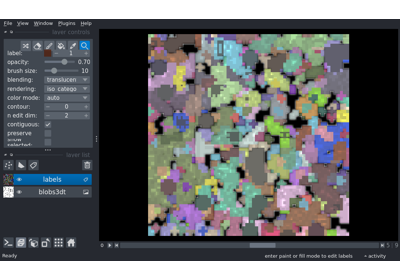 File View Window Plugins Help
layer controls
label: 1
opacity: 0.70
brush size: 10
blending: translucen
rendering: iso_catego
color mode: auto
contour: - 0 +
n edit dim: - 2 +
contiguous:
preserve
show
selected:
layer list
labels
blobs3dt
Ready
enter paint or fill mode to edit labels
activity